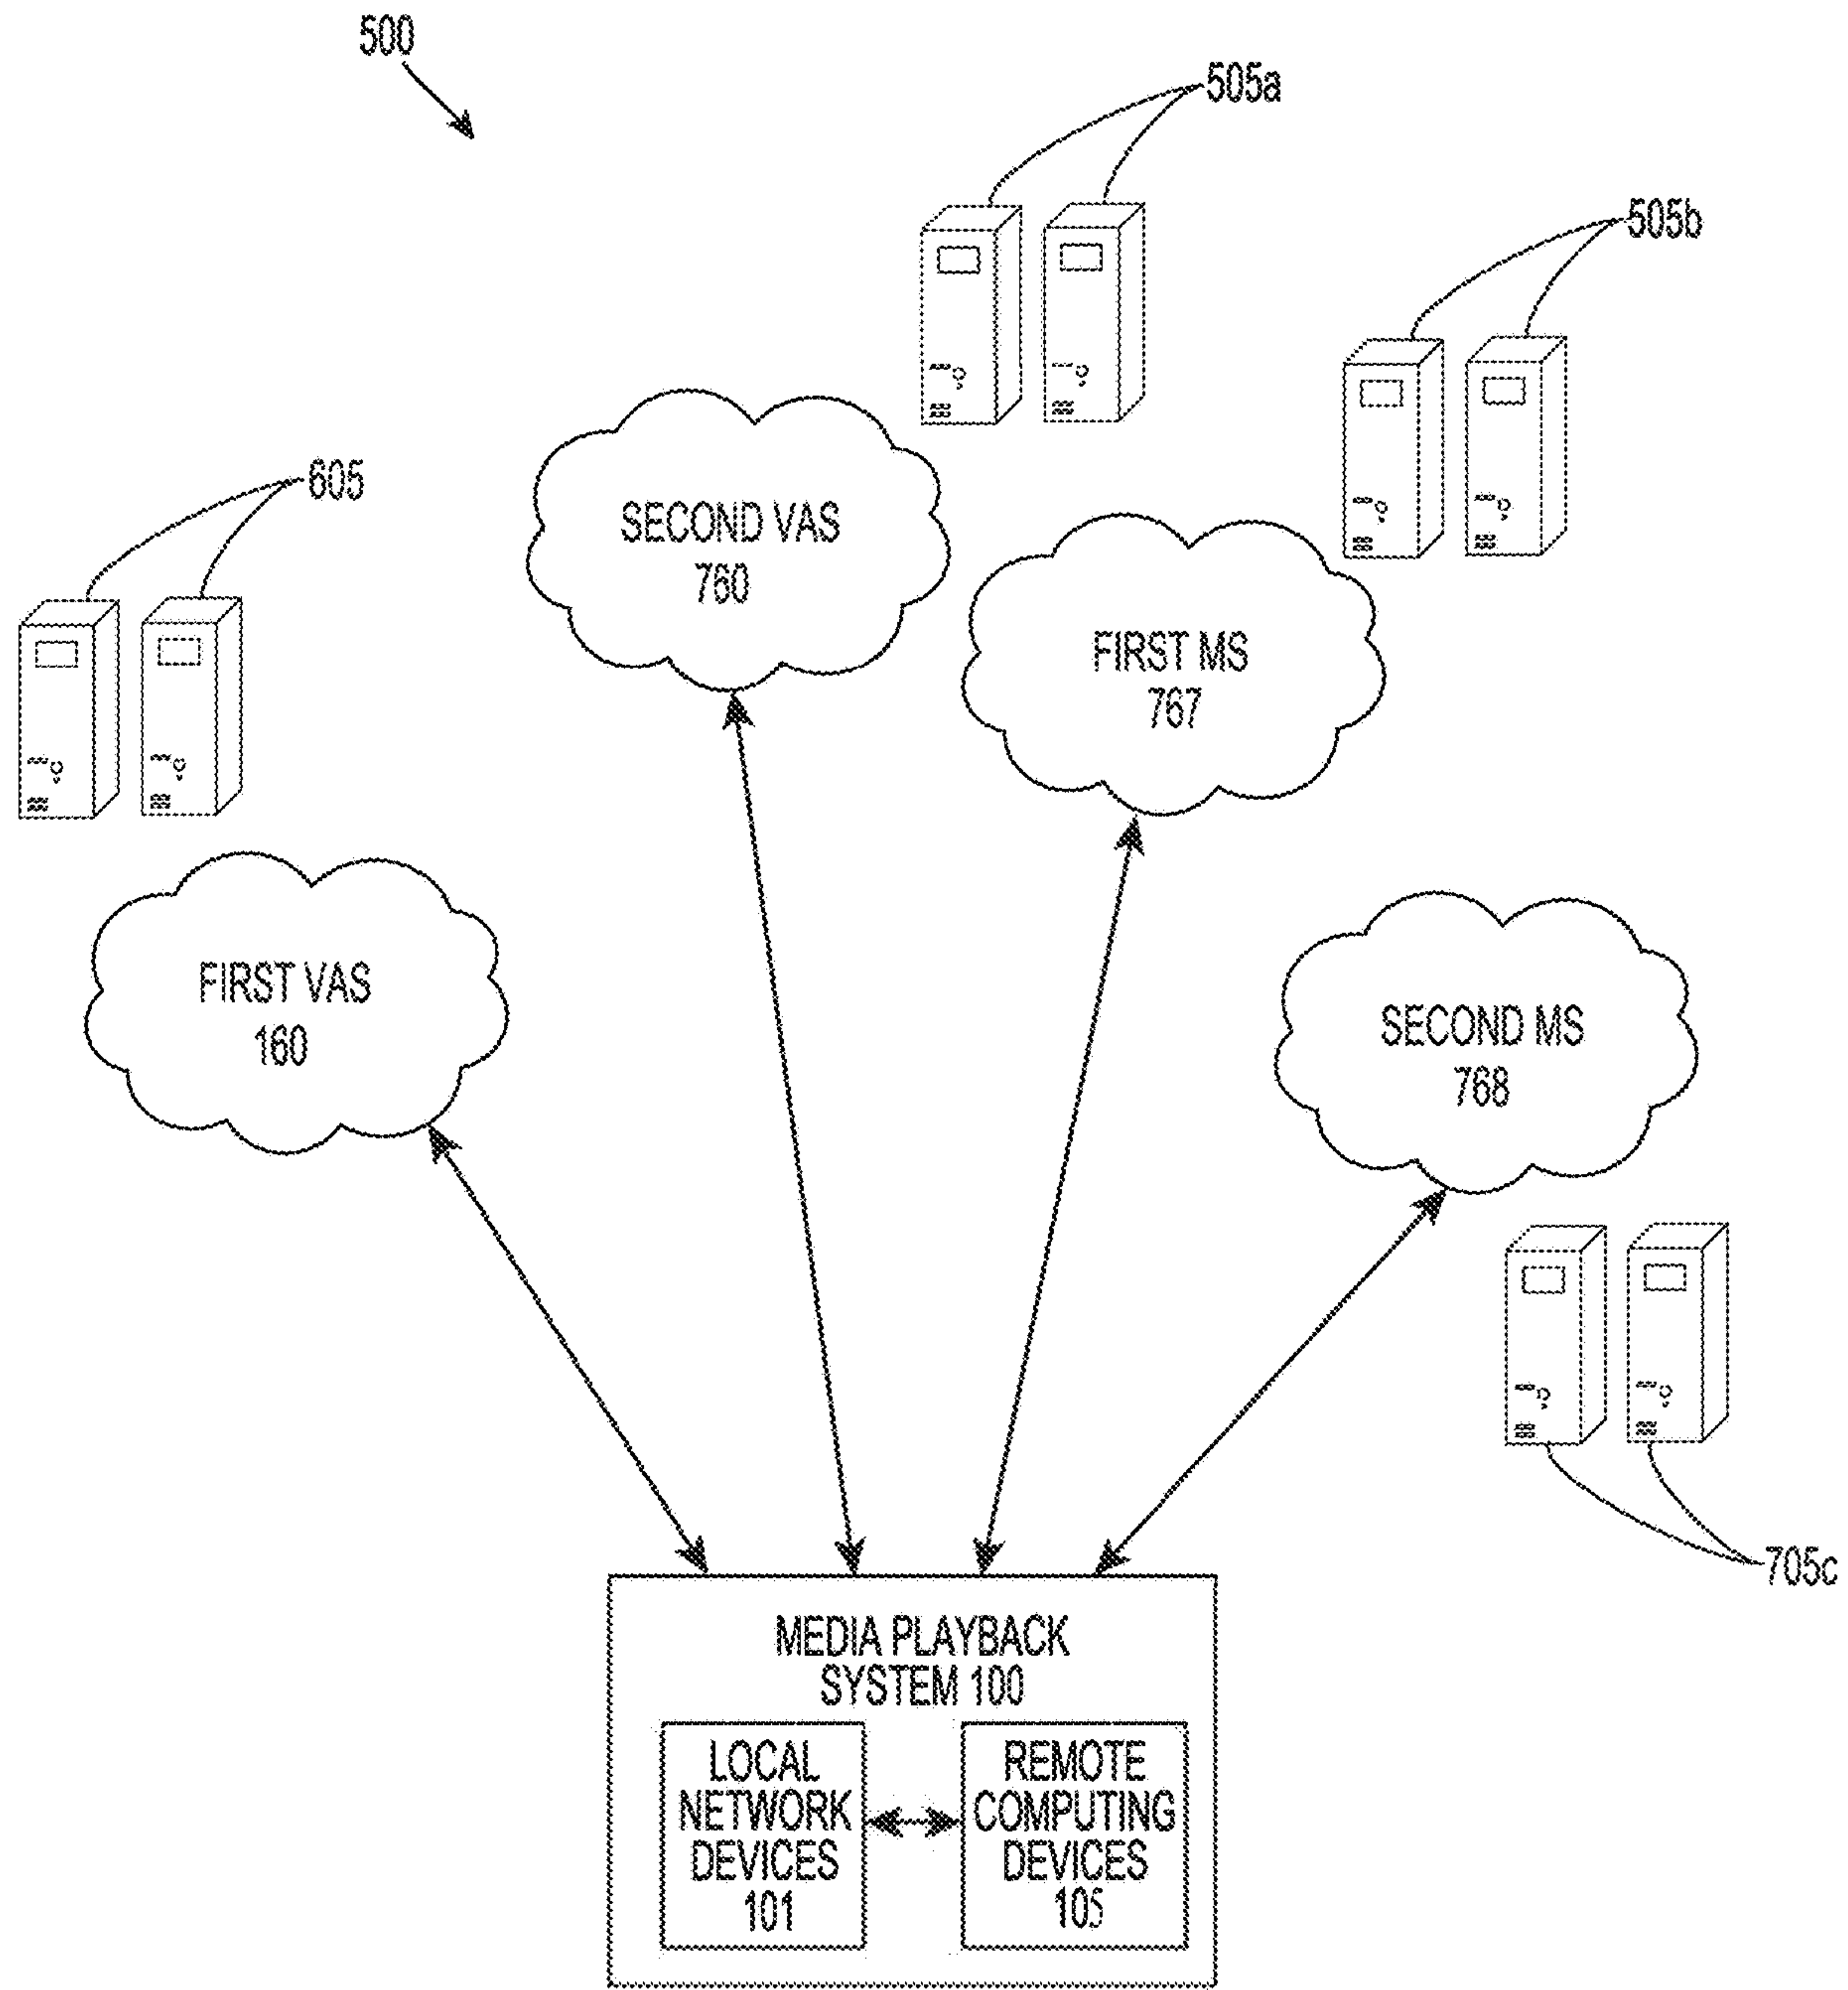 500
505a
505b
605
SECOND VAS
760
FIRST MS
767
FIRST VAS
160
SECOND MS
768
705c
MEDIA PLAYBACK
SYSTEM 100
LOCAL
NETWORK
DEVICES
101
REMOTE
COMPUTING
DEVICES
105